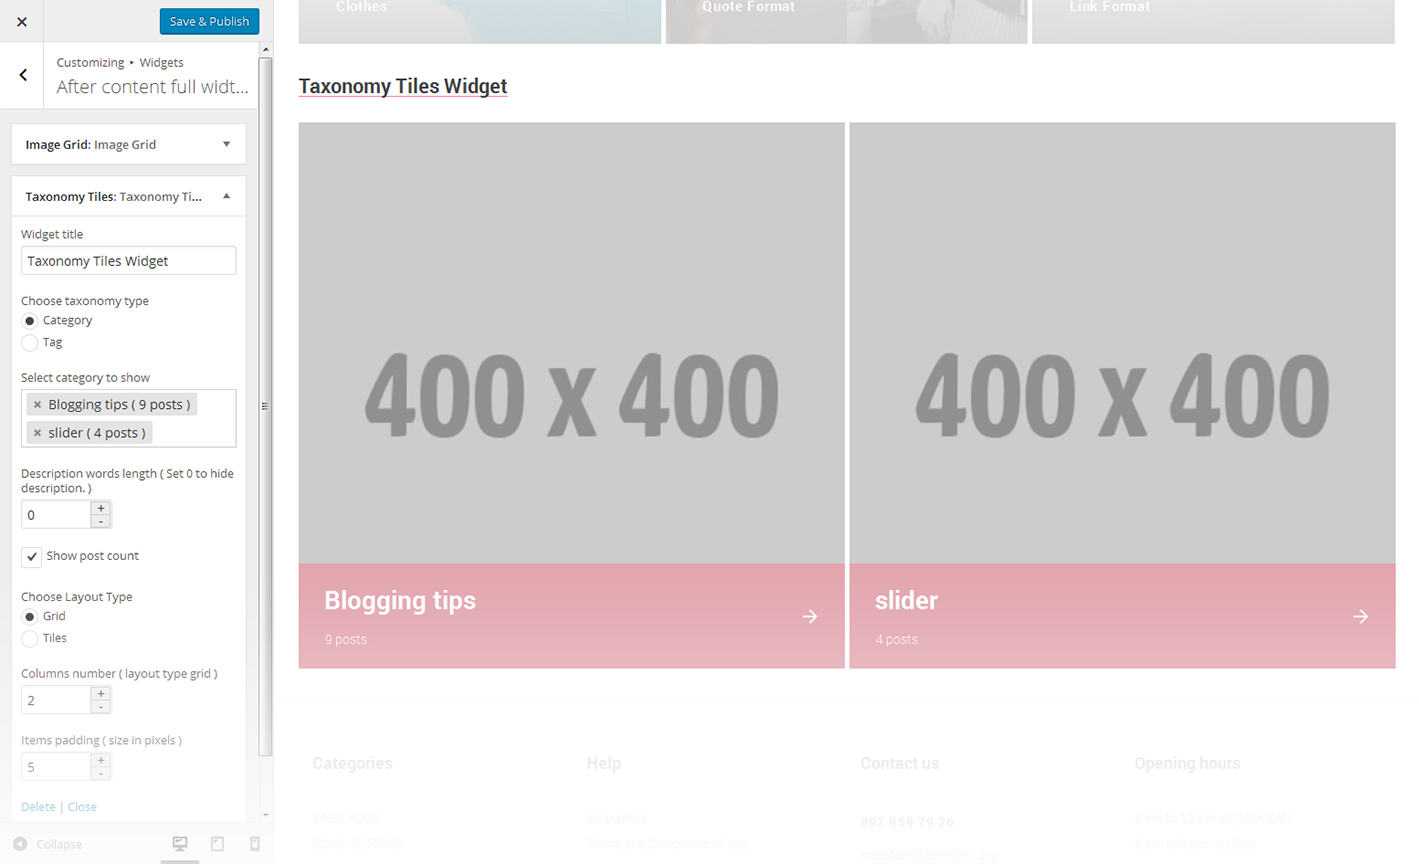 Save & Publish
Customizing ▸ Widgets
After content full widt...
Image Grid: Image Grid
Taxonomy Tiles: Taxonomy Ti...
Widget title
Taxonomy Tiles Widget
Choose taxonomy type
Category
Tag
Select category to show
× Blogging tips ( 9 posts )
× slider ( 4 posts )
Description words length ( Set 0 to hide
description. )
0
+
-
Show post count
Choose Layout Type
Grid
Tiles
Columns number ( layout type grid )
2
+
-
Items padding ( size in pixels )
5
+
-
Delete | Close
Collapse
Clothes
Quote Format
Link Format
Taxonomy Tiles Widget
400 x 400
400 x 400
Blogging tips
9 posts
slider
4 posts
Categories
Help
Contact us
Opening hours
BABY FOOD
Guarantee
897 959 79 26
9 am to 12 am ist (Mon-Sat)
BOYS CLOTHES
Terms and Conditions of Use
kidsstore@demolink.org
9 am to 9 am ist (Sun)